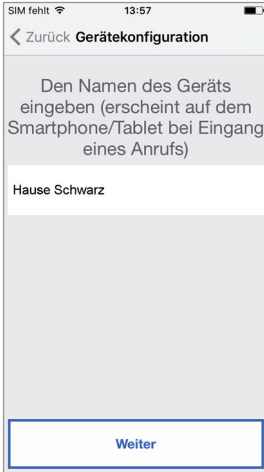 SIM fehlt 13:57
Zurück Gerätekonfiguration
Den Namen des Geräts
eingeben (erscheint auf dem
Smartphone/Tablet bei Eingang
eines Anrufs)
Hause Schwarz
Weiter